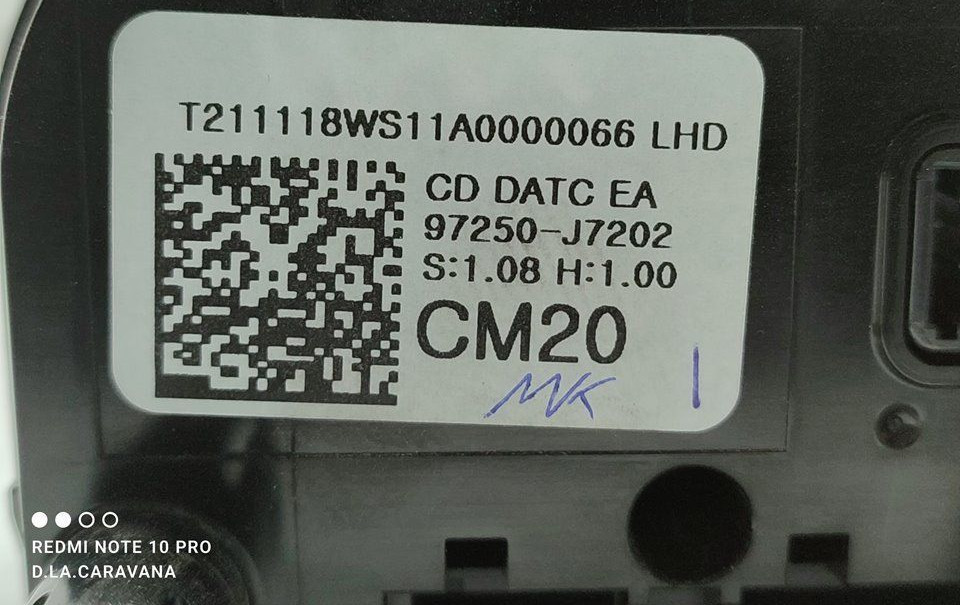 T211118WS11A0000066 LHD
CD DATC EA
97250-J7202
S:1.08 H:1.00
CM20
MK
REDMI NOTE 10 PRO
D.LA.CARAVANA